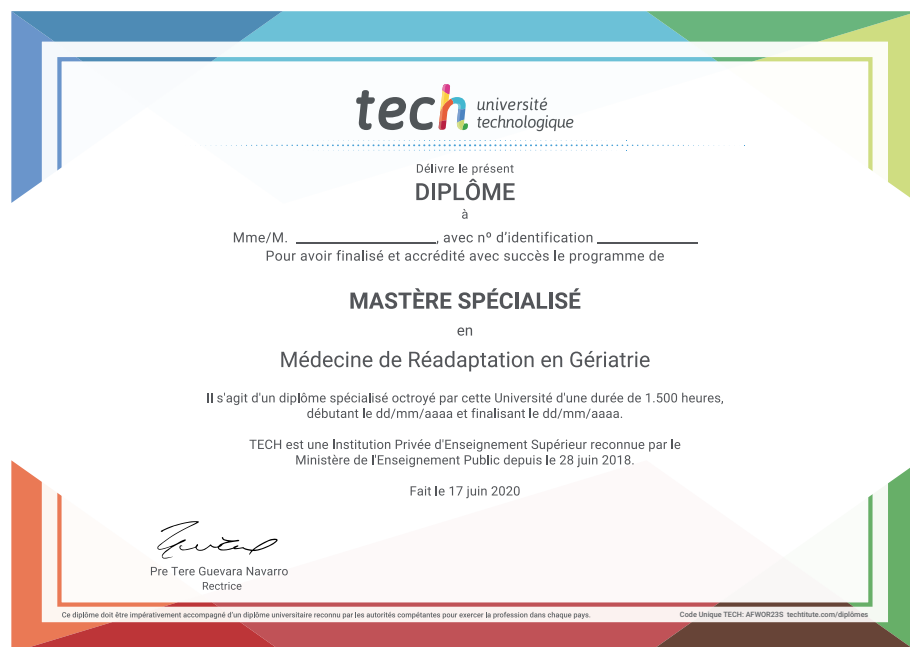 tech université
technologique
Délivre le présent
DIPLÔME
à
Mme/M. ______________, avec nº d'identification ______________
Pour avoir finalisé et accrédité avec succès le programme de
MASTÈRE SPÉCIALISÉ
en
Médecine de Réadaptation en Gériatrie
Il s'agit d'un diplôme spécialisé octroyé par cette Université d'une durée de 1.500 heures,
débutant le dd/mm/aaaa et finalisant le dd/mm/aaaa.
TECH est une Institution Privée d'Enseignement Supérieur reconnue par le
Ministère de l'Enseignement Public depuis le 28 juin 2018.
Fait le 17 juin 2020
Pre Tere Guevara Navarro
Rectrice
Ce diplôme doit être impérativement accompagné d'un diplôme universitaire reconnu par les autorités compétentes pour exercer la profession dans chaque pays.
Code Unique TECH: AFWOR23S techtitute.com/diplômes